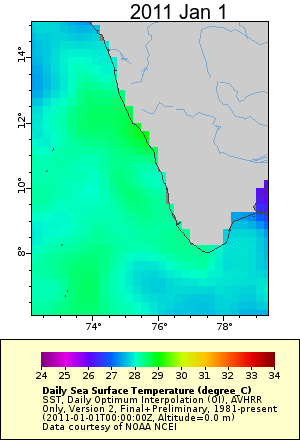 2011 Jan 1
14°
12°
10°
8°
74°
76°
78°
24 25 26 27 28 29 30 31 32 33 34
Daily Sea Surface Temperature (degree_C)
SST, Daily Optimum Interpolation (OI), AVHRR
Only, Version 2, Final+Preliminary, 1981-present
(2011-01-01T00:00:00Z, Altitude=0.0 m)
Data courtesy of NOAA NCEI